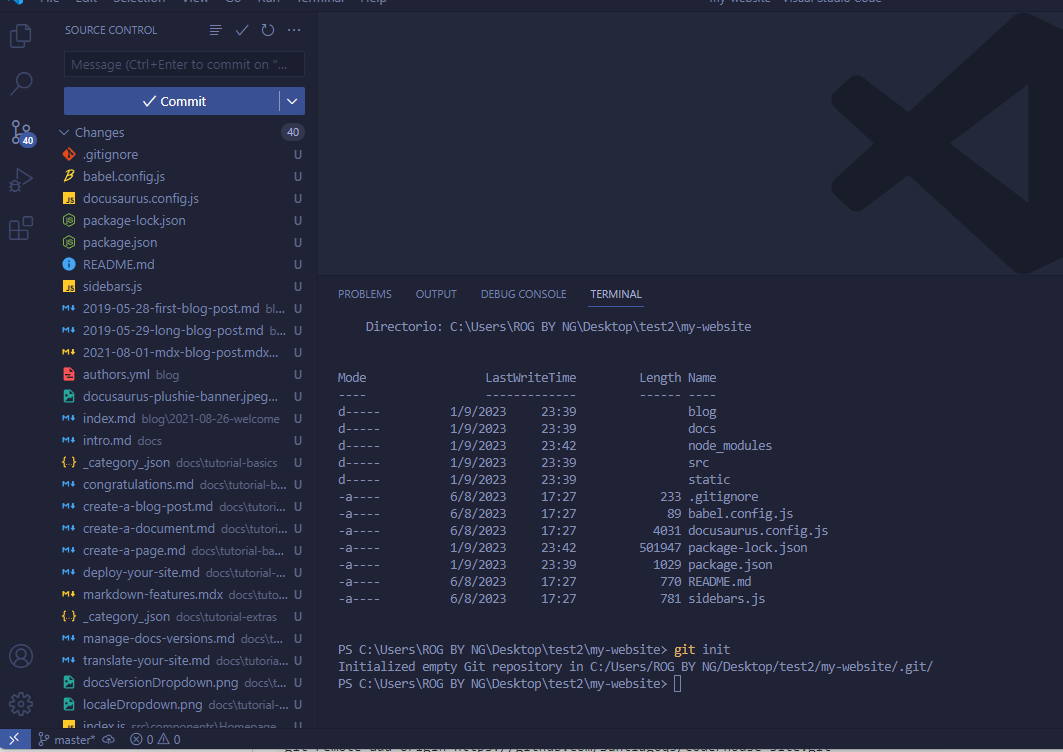 File Edit Selection View Go Run Terminal Help
my-website - Visual Studio Code
SOURCE CONTROL
Message (Ctrl+Enter to commit on "...
Commit
Changes 40
40
.gitignore U
babel.config.js U
docusaurus.config.js U
package-lock.json U
package.json U
README.md U
sidebars.js U
2019-05-28-first-blog-post.md bl... U
2019-05-29-long-blog-post.md b... U
2021-08-01-mdx-blog-post.mdx... U
authors.yml blog U
docusaurus-plushie-banner.jpeg... U
index.md blog\2021-08-26-welcome U
intro.md docs U
_category_.json docs\tutorial-basics U
congratulations.md docs\tutorial-b... U
create-a-blog-post.md docs\tutori... U
create-a-document.md docs\tutori... U
create-a-page.md docs\tutorial-ba... U
deploy-your-site.md docs\tutorial-... U
markdown-features.mdx docs\tuto... U
_category_.json docs\tutorial-extras U
manage-docs-versions.md docs\t... U
translate-your-site.md docs\tutoria... U
docsVersionDropdown.png docs\t... U
localeDropdown.png docs\tutorial-... U
index.js src\components\Homepage... U
PROBLEMS OUTPUT DEBUG CONSOLE TERMINAL
Directorio: C:\Users\ROG BY NG\Desktop\test2\my-website
Mode LastWriteTime Length Name
---- ------------- ------ ----
d----- 1/9/2023 23:39 blog
d----- 1/9/2023 23:39 docs
d----- 1/9/2023 23:42 node_modules
d----- 1/9/2023 23:39 src
d----- 1/9/2023 23:39 static
-a---- 6/8/2023 17:27 233 .gitignore
-a---- 6/8/2023 17:27 89 babel.config.js
-a---- 6/8/2023 17:27 4031 docusaurus.config.js
-a---- 1/9/2023 23:42 501947 package-lock.json
-a---- 1/9/2023 23:39 1029 package.json
-a---- 6/8/2023 17:27 770 README.md
-a---- 6/8/2023 17:27 781 sidebars.js
PS C:\Users\ROG BY NG\Desktop\test2\my-website> git init
Initialized empty Git repository in C:/Users/ROG BY NG/Desktop/test2/my-website/.git/
PS C:\Users\ROG BY NG\Desktop\test2\my-website>
master* 0 0
git remote add origin